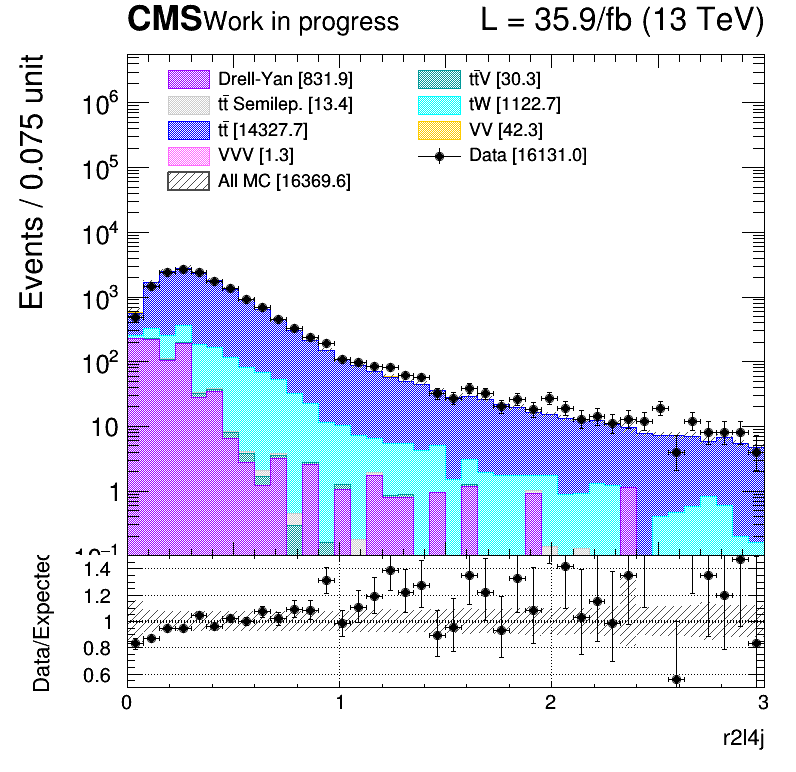 CMS Work in progress L = 35.9/fb (13 TeV)
Events / 0.075 unit
Drell-Yan [831.9] tt̄V [30.3]
tt̄ Semilep. [13.4] tW [1122.7]
tt̄ [14327.7] VV [42.3]
VVV [1.3] Data [16131.0]
All MC [16369.6]
10⁶
10⁵
10⁴
10³
10²
10
1
10⁻¹
Data/Expected
1.4
1.2
1
0.8
0.6
0 1 2 3
r2l4j